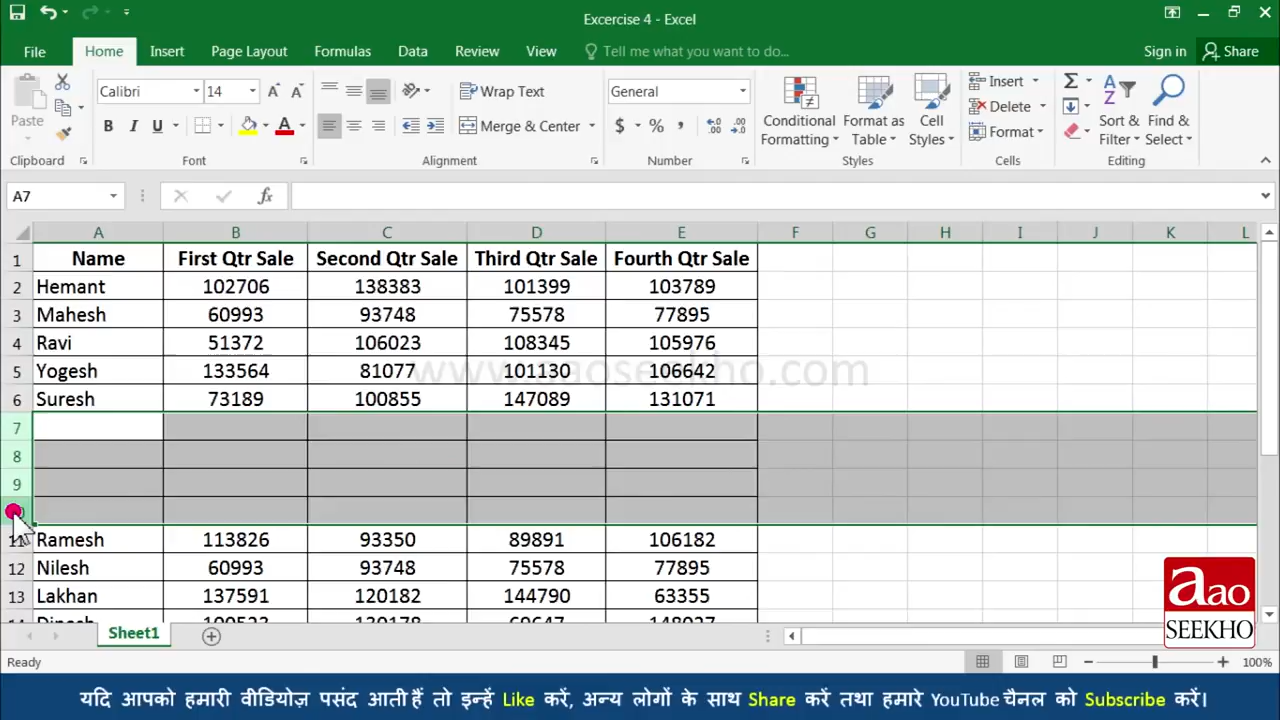 Excercise 4 - Excel
File Home Insert Page Layout Formulas Data Review View Tell me what you want to do... Sign in Share
Calibri 14 Wrap Text General Insert
Paste B I U Merge & Center $ % , Conditional Formatting Format as Table Cell Styles Delete Format Sort & Filter Find & Select
Clipboard Font Alignment Number Styles Cells Editing
A7 fx
A B C D E F G H I J K L
1 Name First Qtr Sale Second Qtr Sale Third Qtr Sale Fourth Qtr Sale
2 Hemant 102706 138383 101399 103789
3 Mahesh 60993 93748 75578 77895
4 Ravi 51372 106023 108345 105976
5 Yogesh 133564 81077 101130 106642
www.aaoseekho.com
6 Suresh 73189 100855 147089 131071
7
8
9
11 Ramesh 113826 93350 89891 106182
12 Nilesh 60993 93748 75578 77895
13 Lakhan 137591 120182 144790 63355
aao
SEEKHO
Sheet1
Ready 100%
यदि आपको हमारी वीडियोज़ पसंद आती हैं तो इन्हें Like करें, अन्य लोगों के साथ Share करें तथा हमारे YouTube चैनल को Subscribe करें।